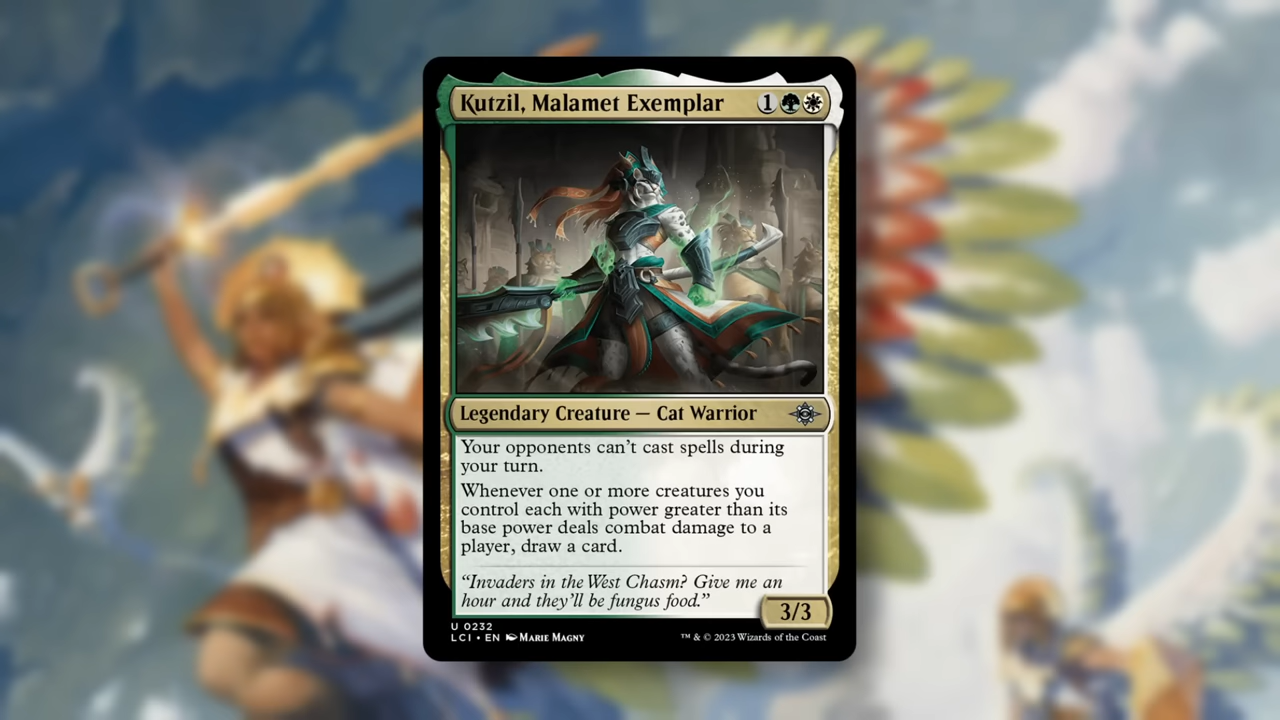 Kutzil, Malamet Exemplar 1
Legendary Creature — Cat Warrior
Your opponents can't cast spells during
your turn.
Whenever one or more creatures you
control each with power greater than its
base power deals combat damage to a
player, draw a card.
“Invaders in the West Chasm? Give me an
hour and they'll be fungus food.”
3/3
U 0232
LCI • EN Marie Magny
™ & © 2023 Wizards of the Coast